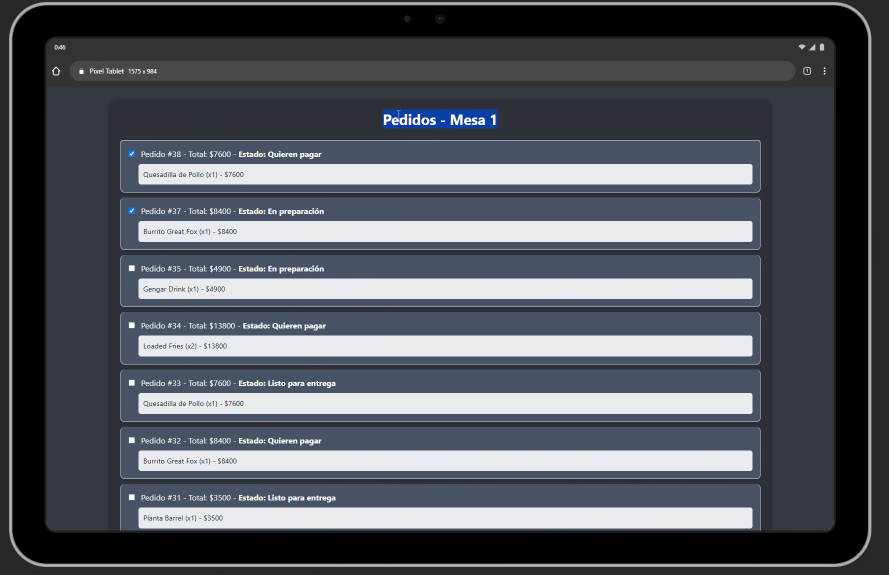 0:46
Pixel Tablet 1575 x 984
1
Pedidos - Mesa 1
Pedido #38 - Total: $7600 - Estado: Quieren pagar
Quesadilla de Pollo (x1) - $7600
Pedido #37 - Total: $8400 - Estado: En preparación
Burrito Great Fox (x1) - $8400
Pedido #35 - Total: $4900 - Estado: En preparación
Gengar Drink (x1) - $4900
Pedido #34 - Total: $13800 - Estado: Quieren pagar
Loaded Fries (x2) - $13800
Pedido #33 - Total: $7600 - Estado: Listo para entrega
Quesadilla de Pollo (x1) - $7600
Pedido #32 - Total: $8400 - Estado: Quieren pagar
Burrito Great Fox (x1) - $8400
Pedido #31 - Total: $3500 - Estado: Listo para entrega
Planta Barrel (x1) - $3500